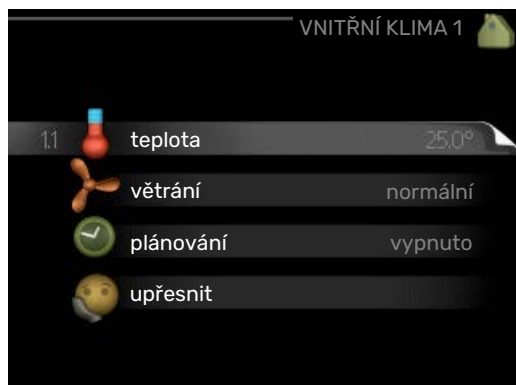 VNITŘNÍ KLIMA 1
1.1 teplota 25.0°
větrání normální
plánování vypnuto
upřesnit